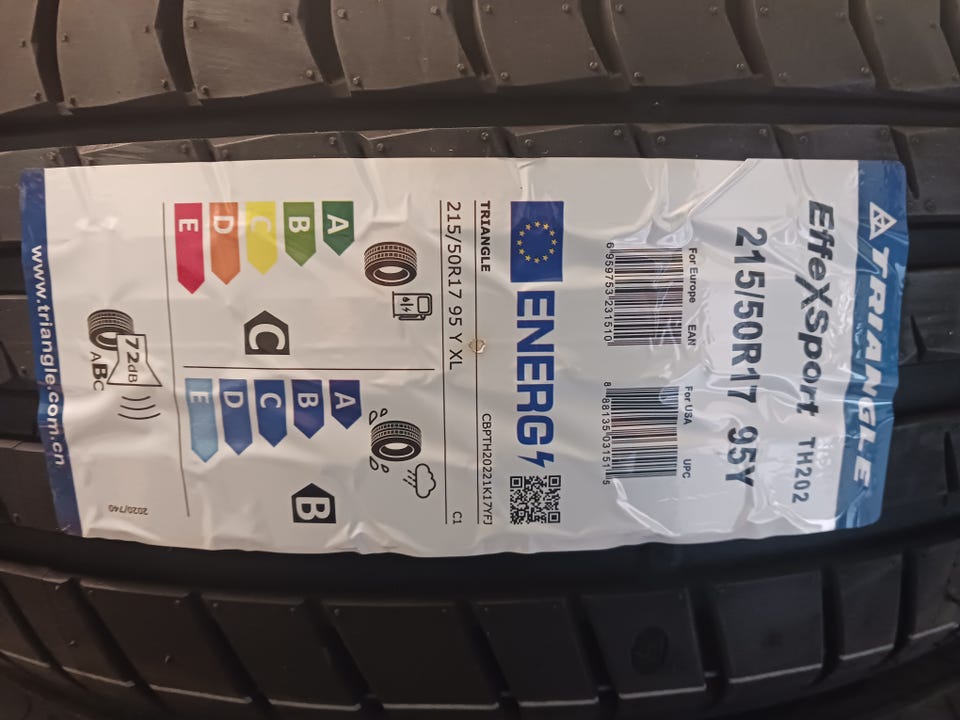 TRIANGLE
EffeXSport TH202
215/50R17 95Y
For Europe EAN
6 959753 231510
For USA UPC
8 88135 03151 5
ENERG
TRIANGLE CBPTH20221K17YFJ
215/50R17 95 Y XL C1
A
B
C
D
E
C
A
B
C
D
E
B
72dB
ABC
2020/740
www.triangle.com.cn